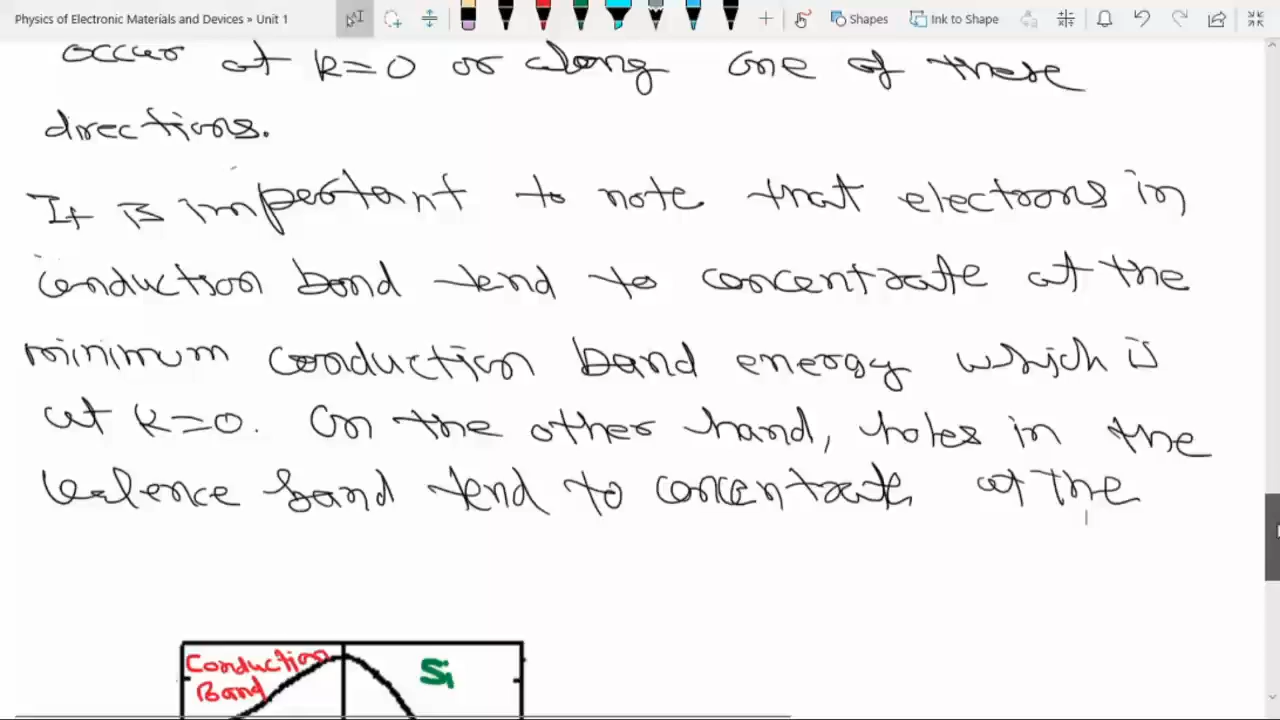 Physics of Electronic Materials and Devices » Unit 1
Shapes
Ink to Shape
occur at k=0 or along one of these
directions.
It is important to note that electrons in
conduction band tend to concentrate at the
minimum conduction band energy which is
at k=0. On the other hand, holes in the
valence band tend to concentrate at the
Conduction
Band
Si